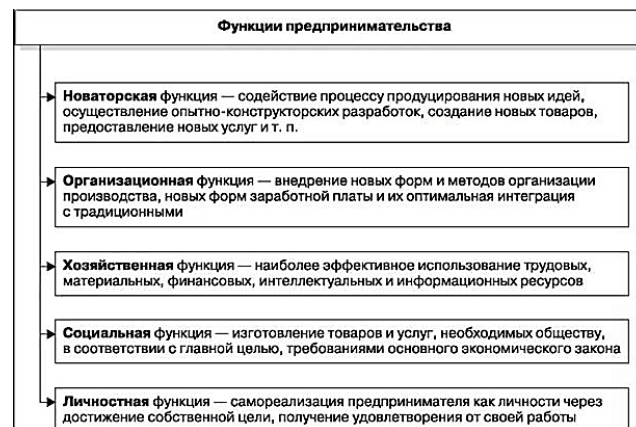 Функции предпринимательства
Новаторская функция — содействие процессу продуцирования новых идей,
осуществление опытно-конструкторских разработок, создание новых товаров,
предоставление новых услуг и т. п.
Организационная функция — внедрение новых форм и методов организации
производства, новых форм заработной платы и их оптимальная интеграция
с традиционными
Хозяйственная функция — наиболее эффективное использование трудовых,
материальных, финансовых, интеллектуальных и информационных ресурсов
Социальная функция — изготовление товаров и услуг, необходимых обществу,
в соответствии с главной целью, требованиями основного экономического закона
Личностная функция — самореализация предпринимателя как личности через
достижение собственной цели, получение удовлетворения от своей работы